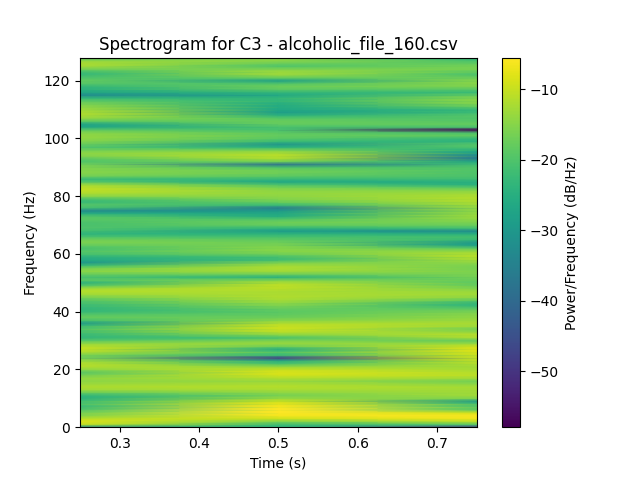 Spectrogram for C3 - alcoholic_file_160.csv
Frequency (Hz)
120
100
80
60
40
20
0
0.3 0.4 0.5 0.6 0.7
Time (s)
−10
−20
−30
−40
−50
Power/Frequency (dB/Hz)